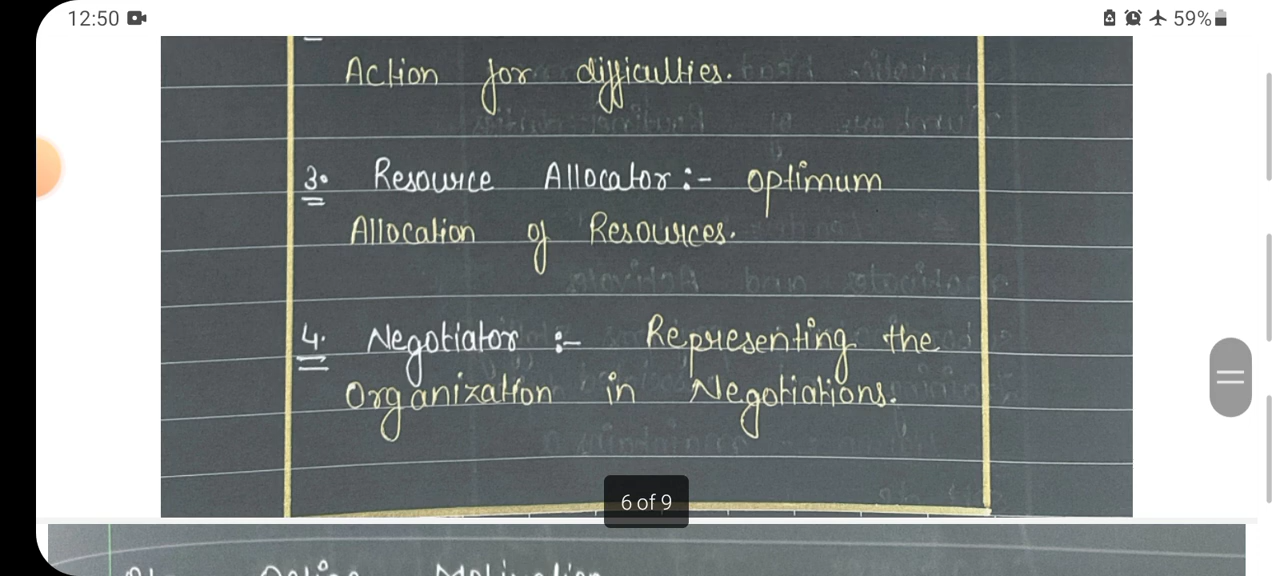 12:50
59%
Action for difficulties.
3. Resource Allocator :- optimum
Allocation of Resources.
4. Negotiator :- Representing the
Organization in Negotiations.
6 of 9